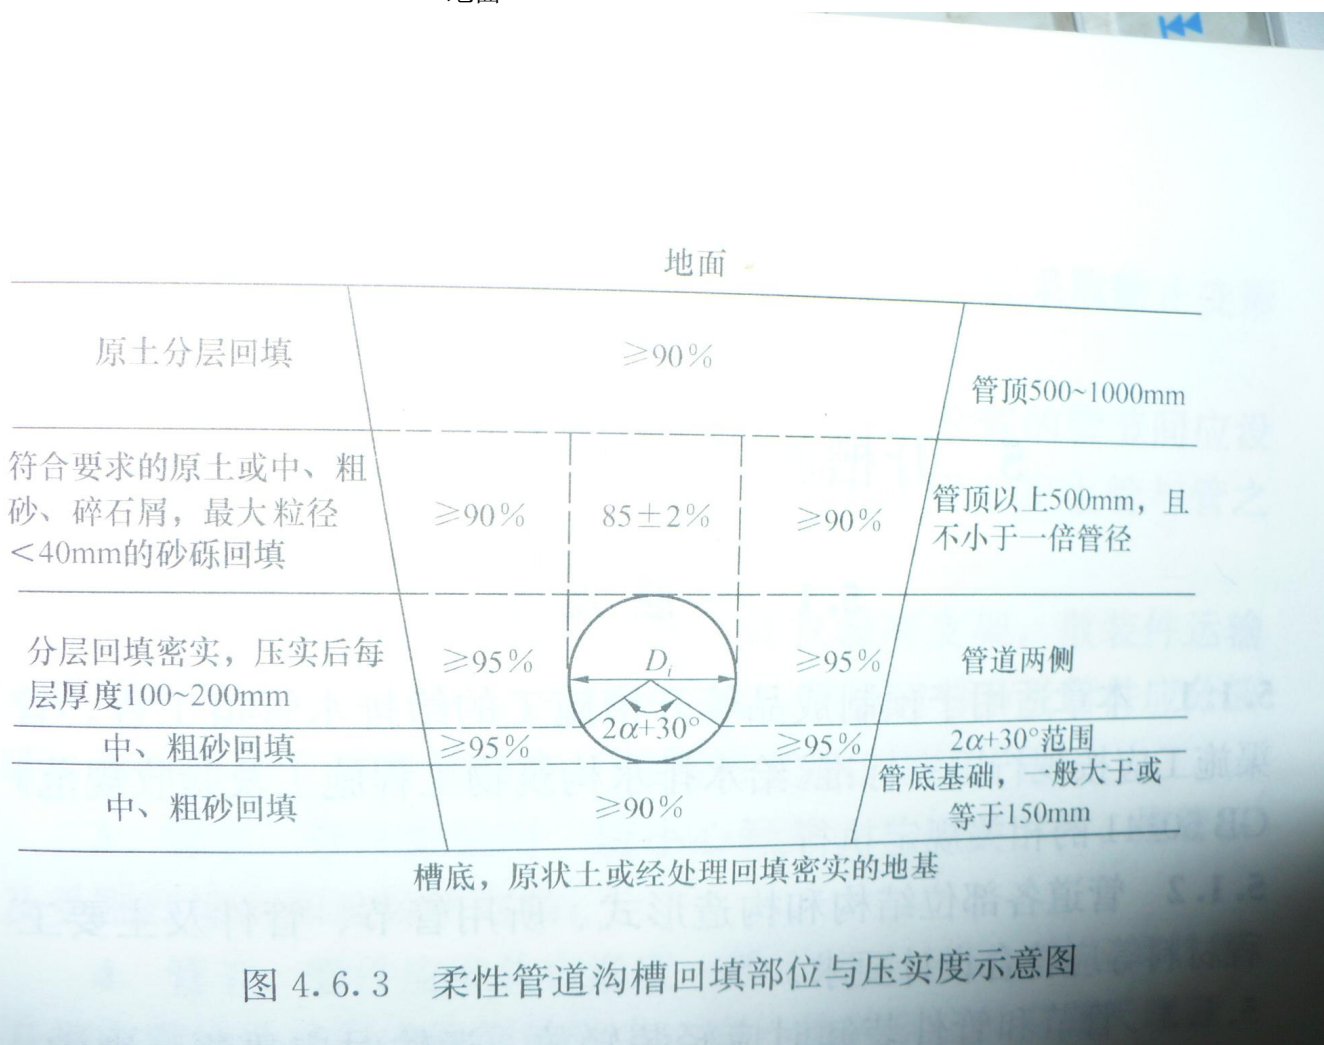 地面
原土分层回填
≥90%
管顶500~1000mm
符合要求的原土或中、粗
砂、碎石屑，最大粒径
<40mm的砂砾回填
≥90%
85±2%
≥90%
管顶以上500mm，且
不小于一倍管径
分层回填密实，压实后每
层厚度100~200mm
≥95%
Di
≥95%
管道两侧
中、粗砂回填
≥95%
2α+30°
≥95%
2α+30°范围
中、粗砂回填
≥90%
管底基础，一般大于或
等于150mm
槽底，原状土或经处理回填密实的地基
图 4.6.3 柔性管道沟槽回填部位与压实度示意图